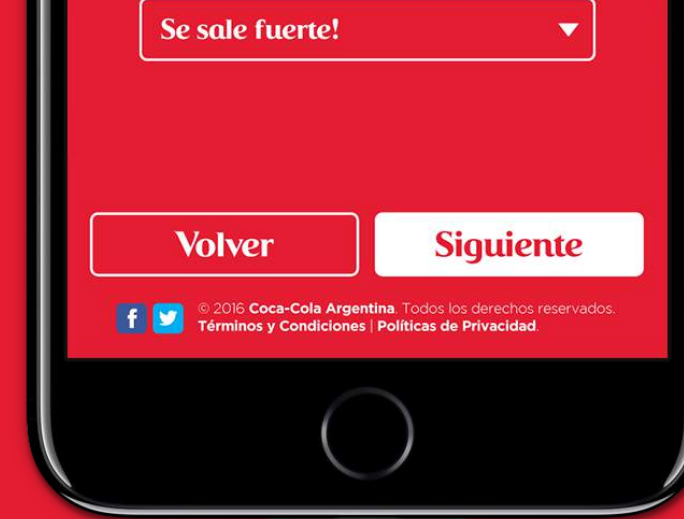 Se sale fuerte!
Volver
Siguiente
© 2016 Coca-Cola Argentina. Todos los derechos reservados.
Términos y Condiciones | Políticas de Privacidad.